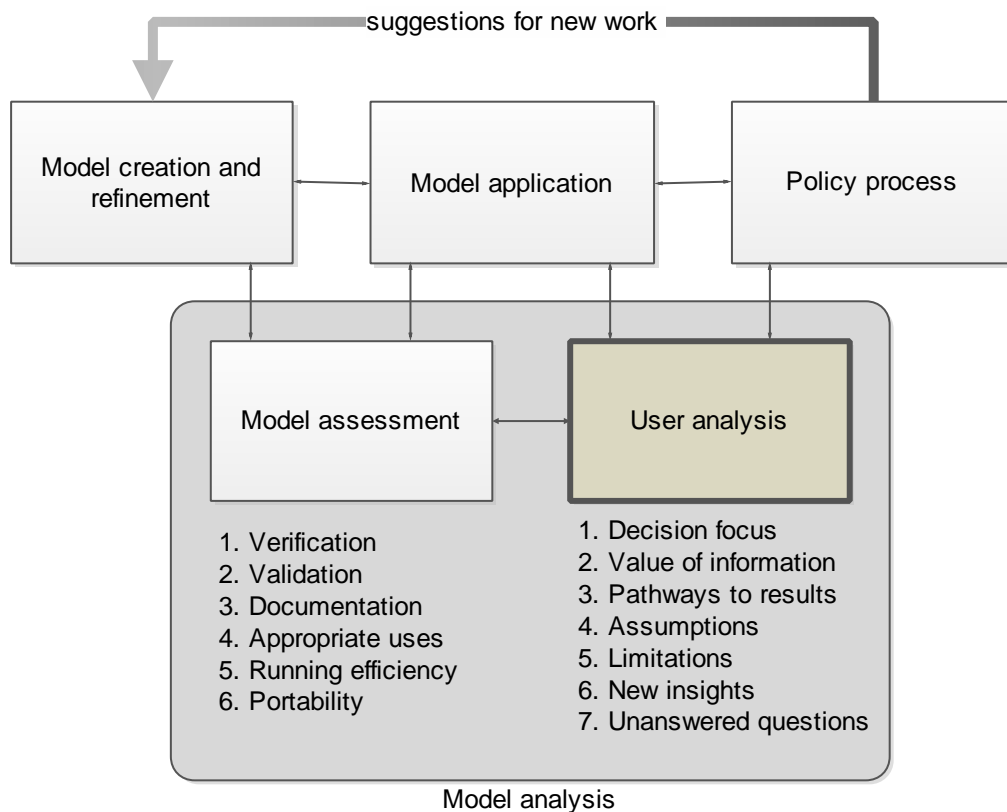 suggestions for new work
Model creation and
refinement
Model application
Policy process
Model assessment
User analysis
1. Verification
2. Validation
3. Documentation
4. Appropriate uses
5. Running efficiency
6. Portability
1. Decision focus
2. Value of information
3. Pathways to results
4. Assumptions
5. Limitations
6. New insights
7. Unanswered questions
Model analysis